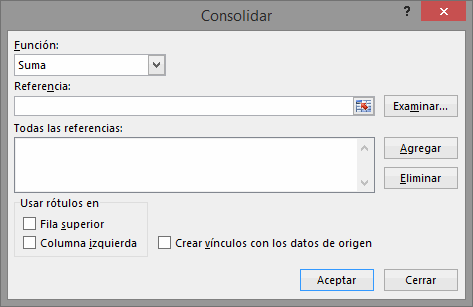 Consolidar
?
Función:
Suma
Referencia:
Examinar...
Todas las referencias:
Agregar
Eliminar
Usar rótulos en
Fila superior
Columna izquierda
Crear vínculos con los datos de origen
Aceptar
Cerrar